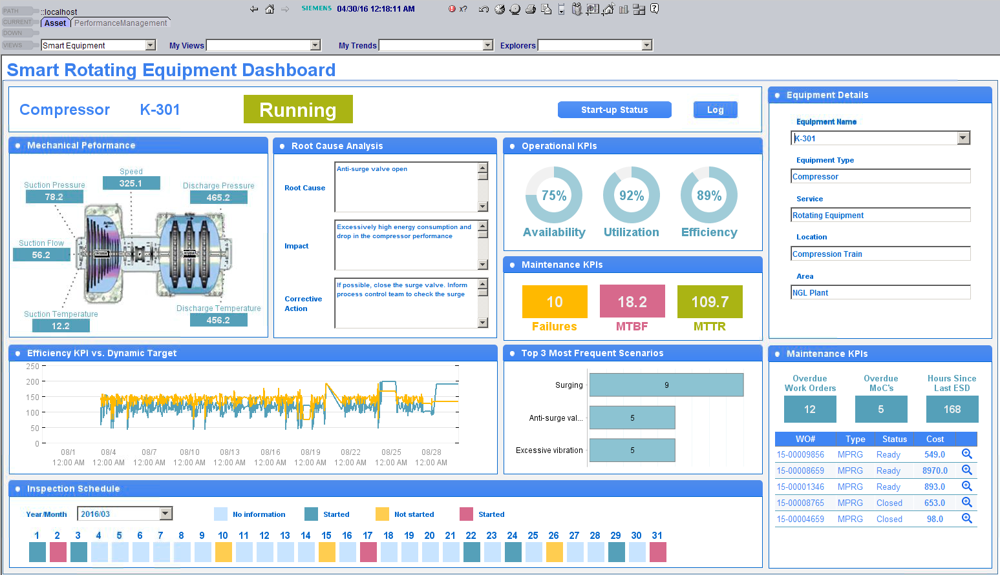 PATH
::localhost
SIEMENS 04/30/16 12:18:11 AM
x?
CURRENT
Asset
PerformanceManagement
DOWN
VIEWS
Smart Equipment
My Views
My Trends
Explorers
Smart Rotating Equipment Dashboard
Compressor K-301
Running
Start-up Status
Log
Mechanical Peformance
Speed
325.1
Suction Pressure
78.2
Discharge Pressure
465.2
Suction Flow
56.2
Suction Temperature
12.2
Discharge Temperature
456.2
Root Cause Analysis
Root Cause
Anti-surge valve open
Impact
Excessively high energy consumption and
drop in the compressor performance
Corrective
Action
If possible, close the surge valve. Inform
process control team to check the surge
Operational KPIs
75% 92% 89%
Availability Utilization Efficiency
Maintenance KPIs
10 18.2 109.7
Failures MTBF MTTR
Equipment Details
Equipment Name
K-301
Equipment Type
Compressor
Service
Rotating Equipment
Location
Compression Train
Area
NGL Plant
Efficiency KPI vs. Dynamic Target
250
200
150
100
50
0
08/1 08/4 08/7 08/10 08/13 08/16 08/19 08/22 08/25 08/28
12:00 AM 12:00 AM 12:00 AM 12:00 AM 12:00 AM 12:00 AM 12:00 AM 12:00 AM 12:00 AM 12:00 AM
Top 3 Most Frequent Scenarios
Surging 9
Anti-surge val... 5
Excessive vibration 5
Maintenance KPIs
Overdue Overdue Hours Since
Work Orders MoC's Last ESD
12 5 168
WO# Type Status Cost
15-00009856 MPRG Ready 549.0
15-00008659 MPRG Ready 8970.0
15-00001346 MPRG Ready 893.0
15-00008765 MPRG Closed 653.0
15-00004659 MPRG Closed 98.0
Inspection Schedule
Year/Month 2016/03 No information Started Not started Started
1 2 3 4 5 6 7 8 9 10 11 12 13 14 15 16 17 18 19 20 21 22 23 24 25 26 27 28 29 30 31